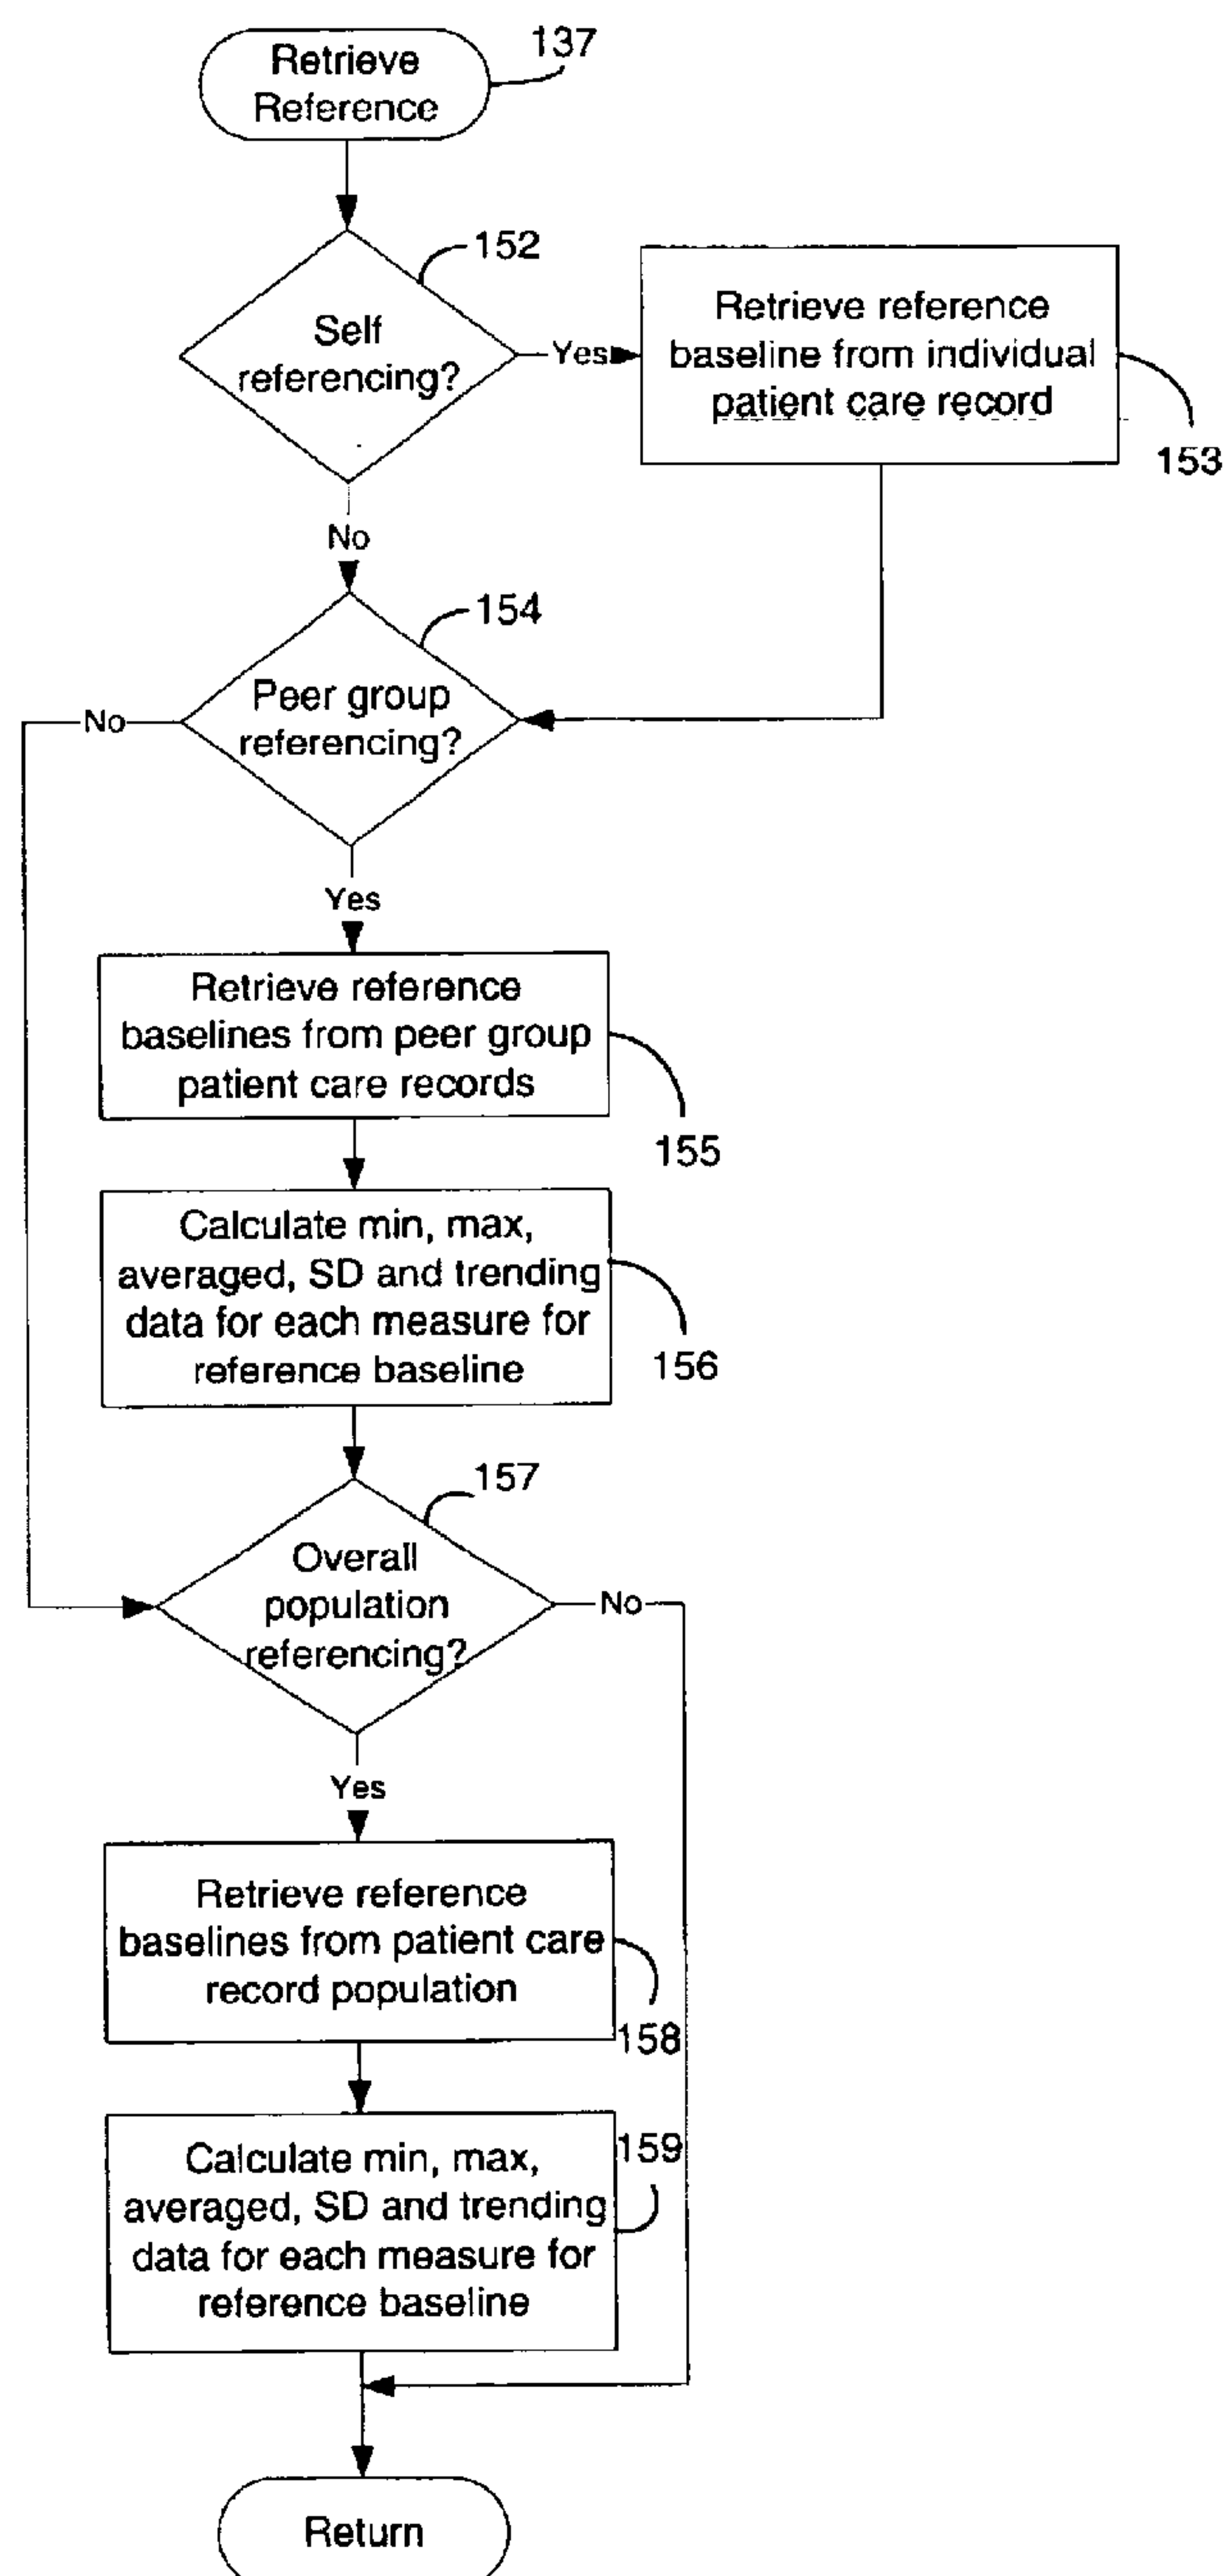 Retrieve
Reference
137
152
Self
referencing?
Yes
Retrieve reference
baseline from individual
patient care record
153
No
154
Peer group
referencing?
No
Yes
Retrieve reference
baselines from peer group
patient care records
155
Calculate min, max,
averaged, SD and trending
data for each measure for
reference baseline
156
157
Overall
population
referencing?
No
Yes
Retrieve reference
baselines from patient care
record population
158
159
Calculate min, max,
averaged, SD and trending
data for each measure for
reference baseline
Return